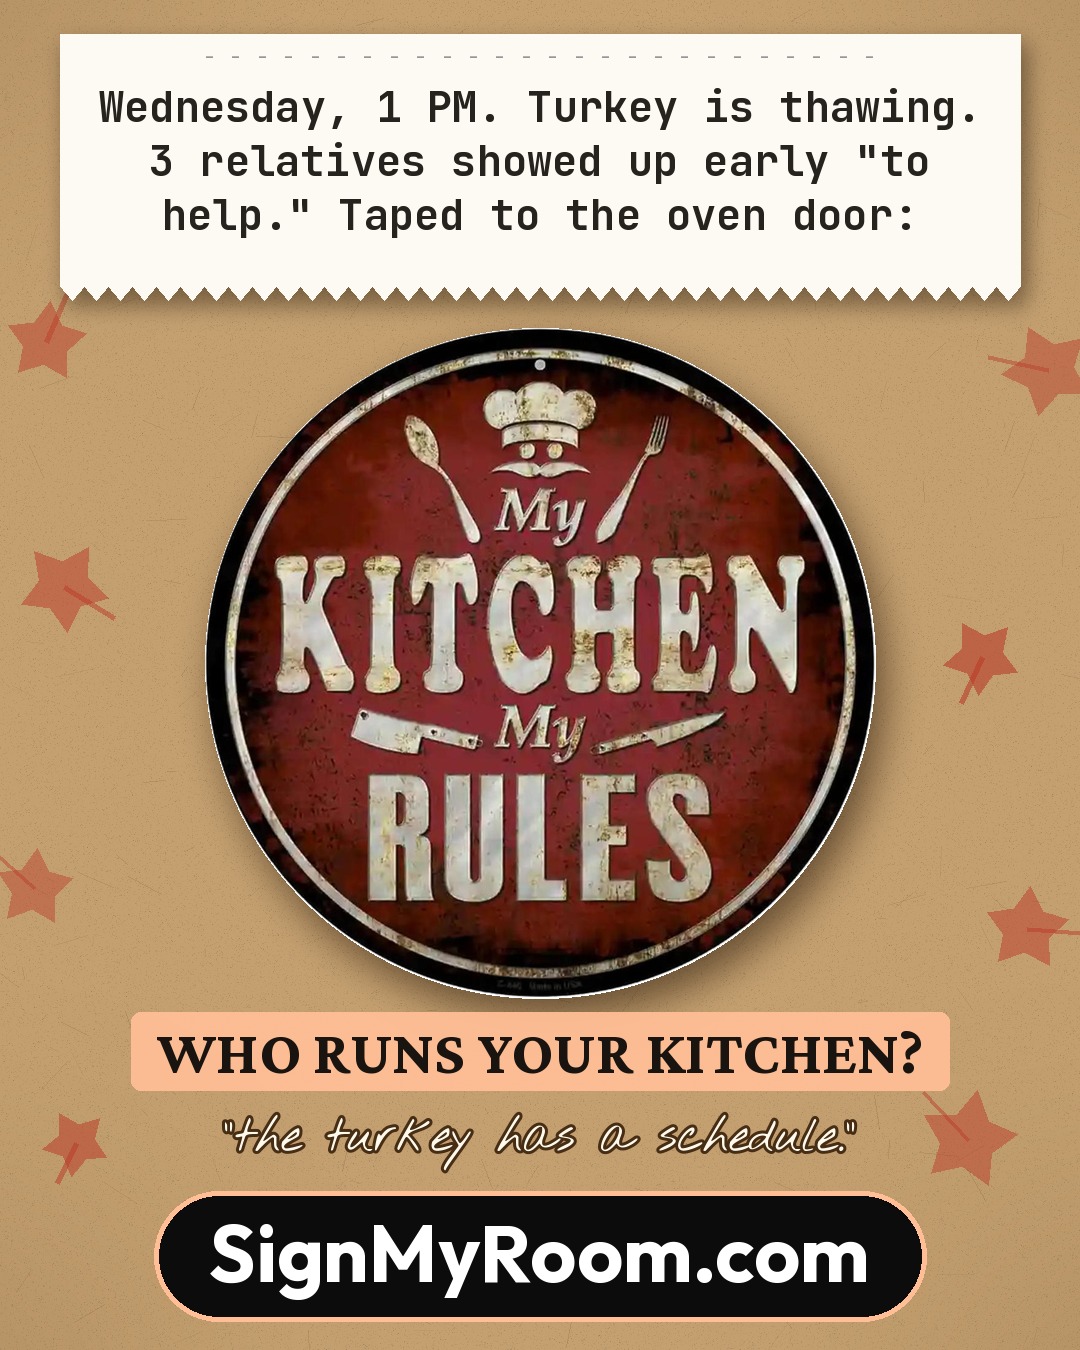 Wednesday, 1 PM. Turkey is thawing.
3 relatives showed up early "to
help." Taped to the oven door:
My
KITCHEN
My
RULES
WHO RUNS YOUR KITCHEN?
"the turkey has a schedule."
SignMyRoom.com